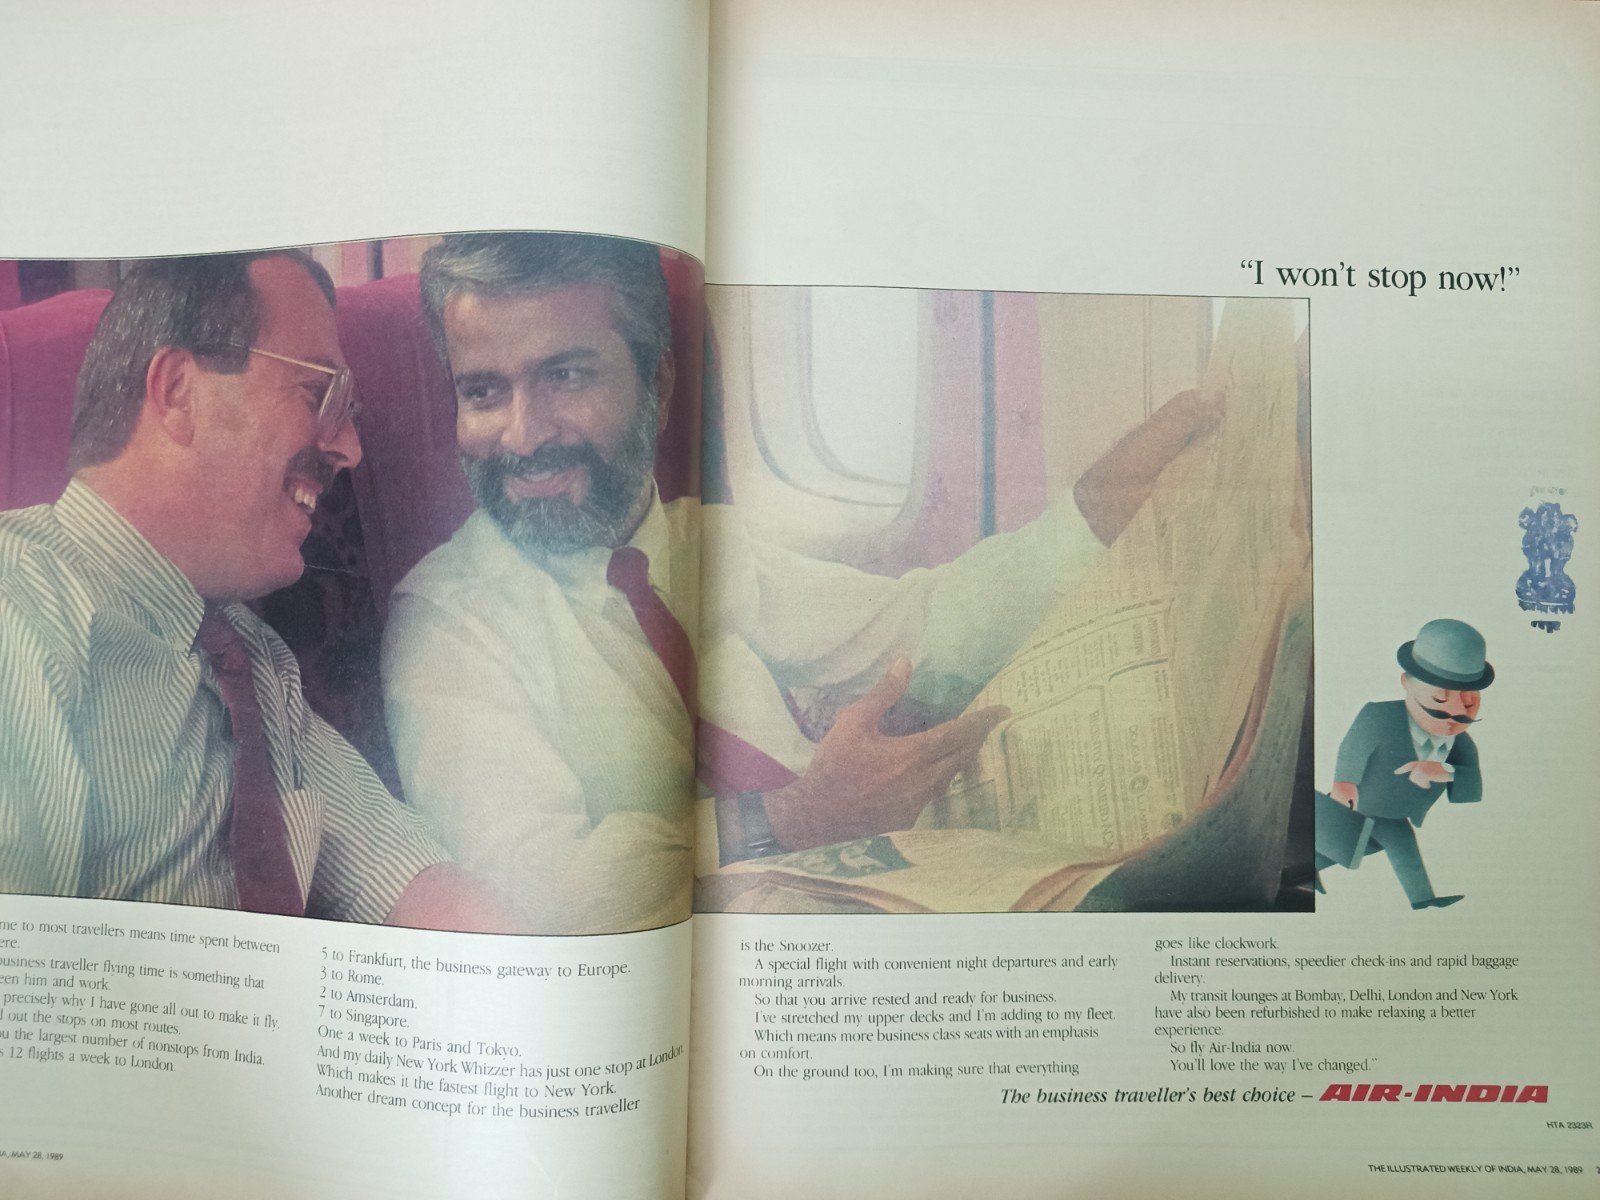 “I won't stop now!”
me to most travellers means time spent between
ere.
business traveller flying time is something that
een him and work.
precisely why I have gone all out to make it fly.
out the stops on most routes.
u the largest number of nonstops from India.
12 flights a week to London.
5 to Frankfurt, the business gateway to Europe.
3 to Rome.
2 to Amsterdam.
7 to Singapore.
One a week to Paris and Tokyo.
And my daily New York Whizzer has just one stop at London
Which makes it the fastest flight to New York.
Another dream concept for the business traveller
is the Snoozer.
A special flight with convenient night departures and early
morning arrivals.
So that you arrive rested and ready for business.
I've stretched my upper decks and I'm adding to my fleet.
Which means more business class seats with an emphasis
on comfort.
On the ground too, I'm making sure that everything
goes like clockwork.
Instant reservations, speedier check-ins and rapid baggage
delivery.
My transit lounges at Bombay, Delhi, London and New York
have also been refurbished to make relaxing a better
experience.
So fly Air-India now.
You'll love the way I've changed.”
The business traveller's best choice – AIR-INDIA
HTA 2323R
MAY 28, 1989
THE ILLUSTRATED WEEKLY OF INDIA, MAY 28, 1989